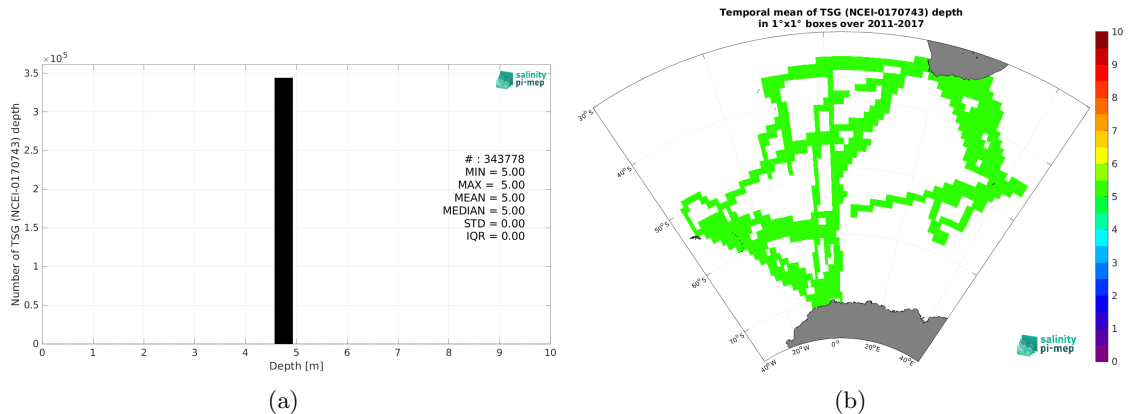 ×10⁵
3.5
3
2.5
2
1.5
1
0.5
0
Number of TSG (NCEI-0170743) depth
salinity
pi-mep
# : 343778
MIN = 5.00
MAX = 5.00
MEAN = 5.00
MEDIAN = 5.00
STD = 0.00
IQR = 0.00
0 1 2 3 4 5 6 7 8 9 10
Depth [m]
(a)
Temporal mean of TSG (NCEI-0170743) depth
in 1°x1° boxes over 2011-2017
30°S
40°S
50°S
60°S
70°S
40°W
20°W
0°
20°E
40°E
10
9
8
7
6
5
4
3
2
1
0
salinity
pi-mep
(b)